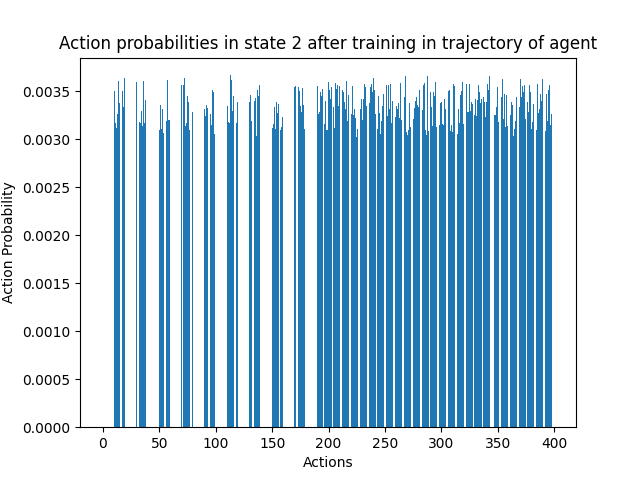 Action probabilities in state 2 after training in trajectory of agent
0.0035
0.0030
0.0025
0.0020
0.0015
0.0010
0.0005
0.0000
Action Probability
0 50 100 150 200 250 300 350 400
Actions